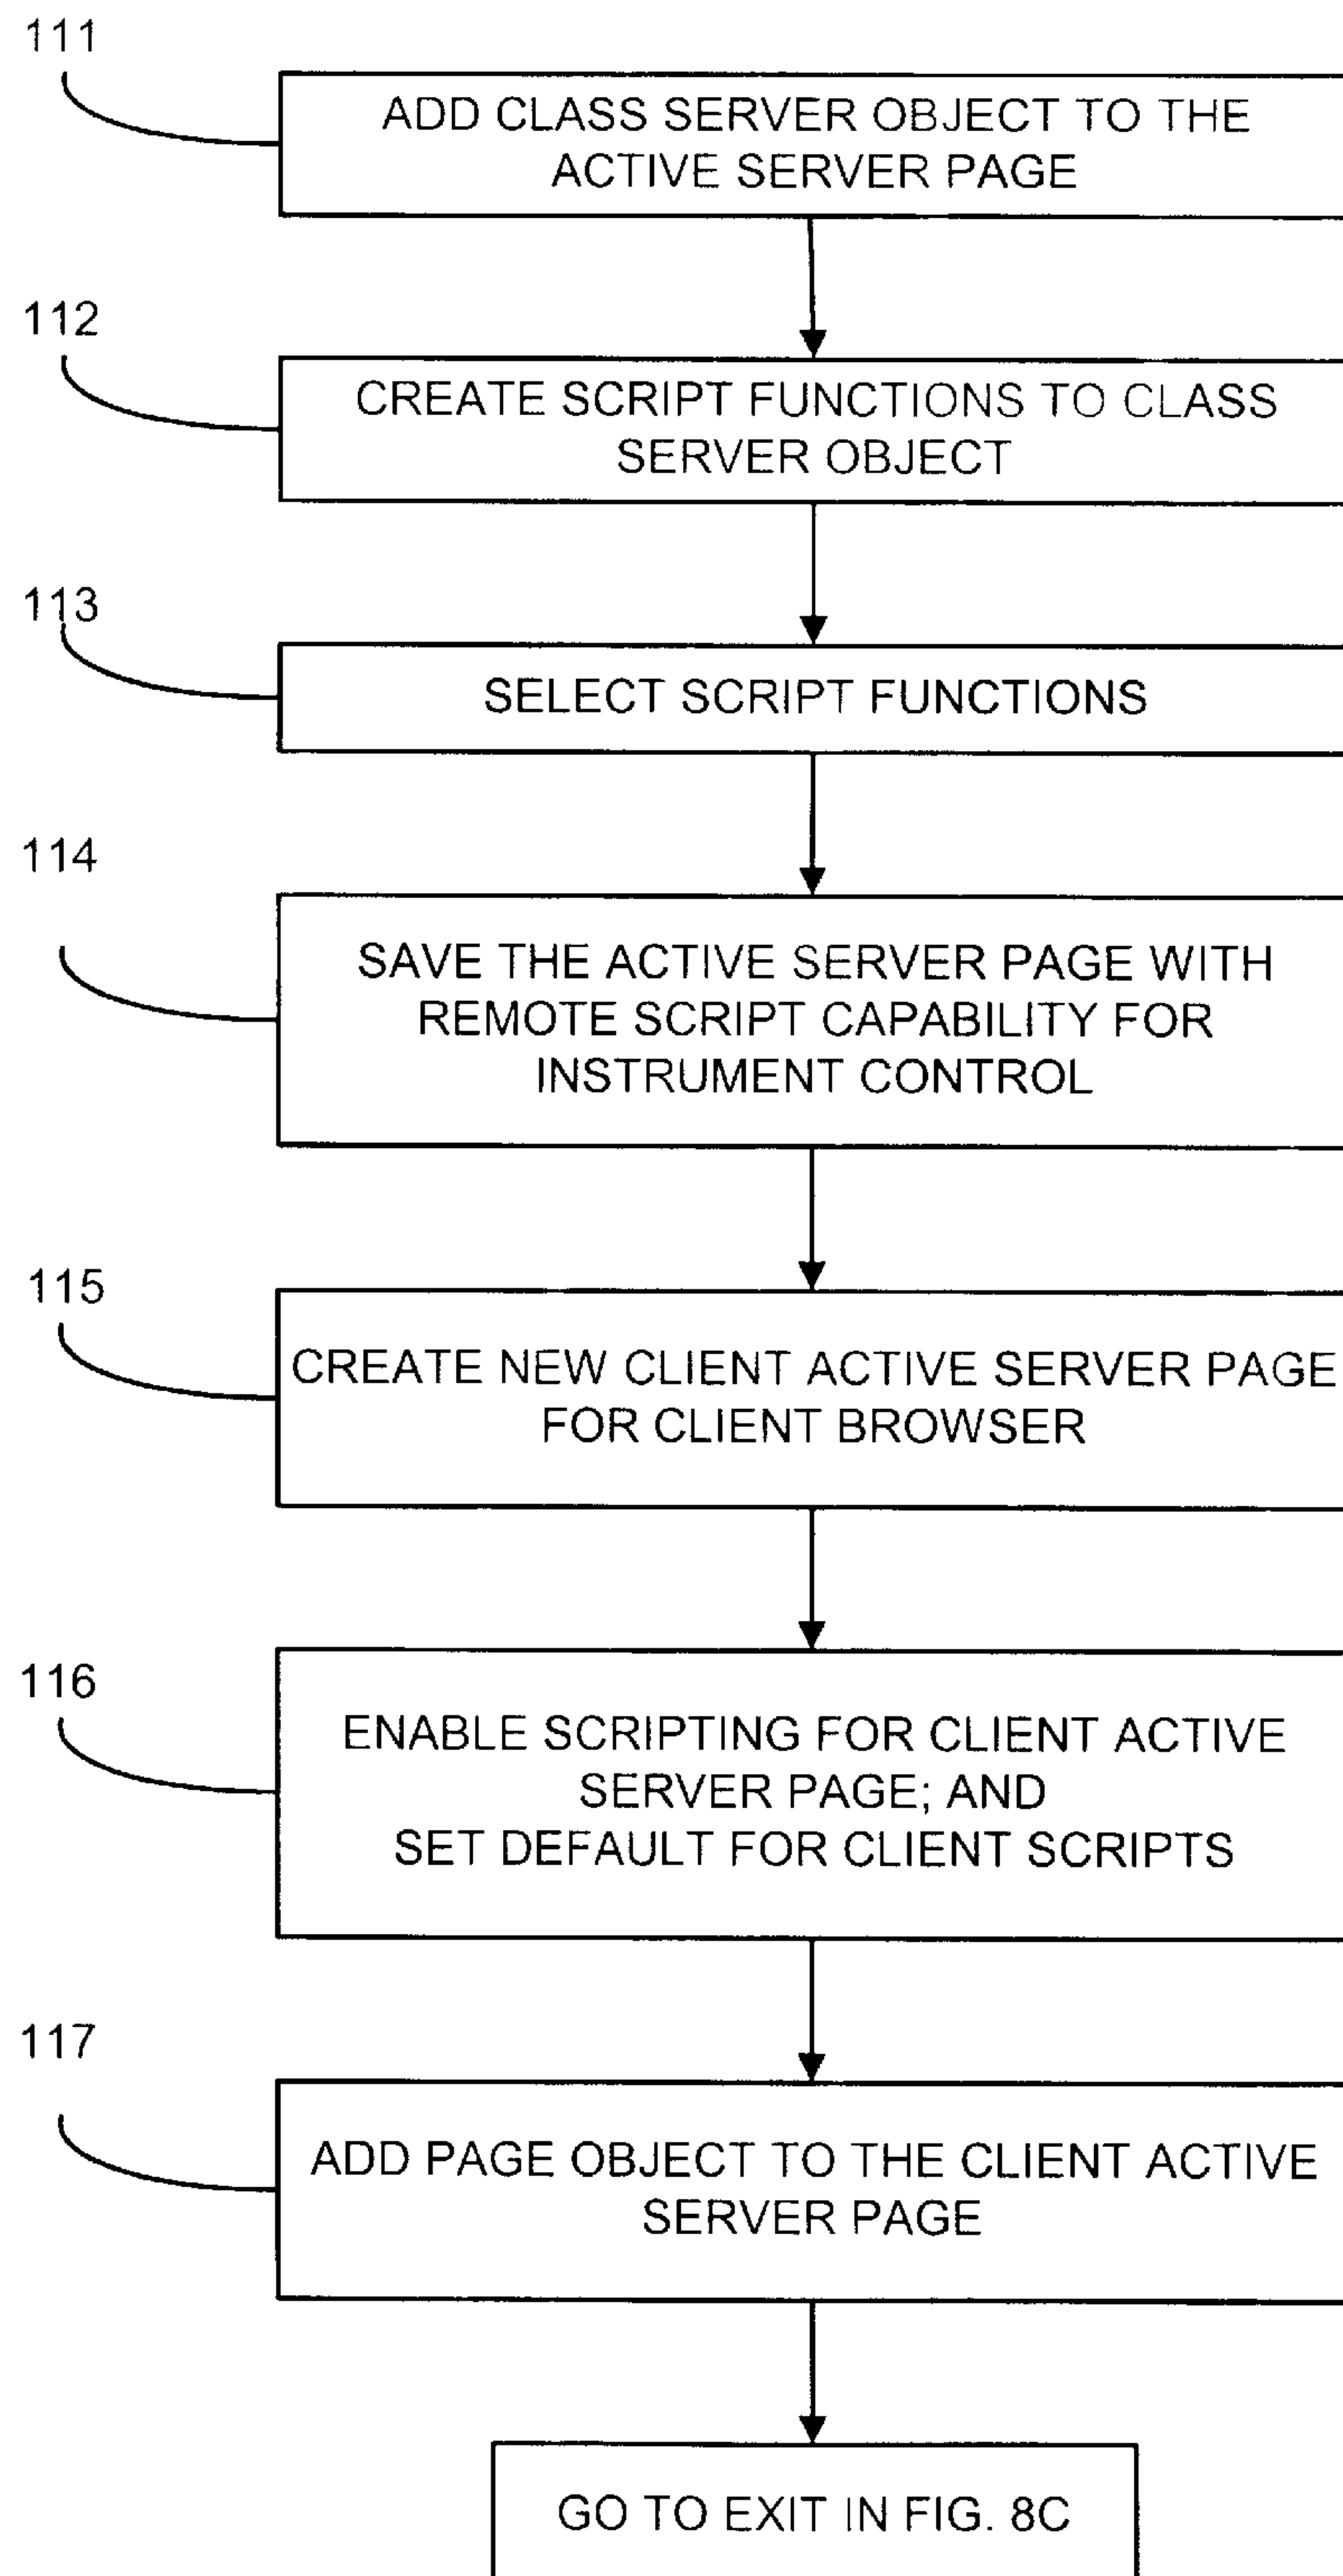 111
ADD CLASS SERVER OBJECT TO THE
ACTIVE SERVER PAGE
112
CREATE SCRIPT FUNCTIONS TO CLASS
SERVER OBJECT
113
SELECT SCRIPT FUNCTIONS
114
SAVE THE ACTIVE SERVER PAGE WITH
REMOTE SCRIPT CAPABILITY FOR
INSTRUMENT CONTROL
115
CREATE NEW CLIENT ACTIVE SERVER PAGE
FOR CLIENT BROWSER
116
ENABLE SCRIPTING FOR CLIENT ACTIVE
SERVER PAGE; AND
SET DEFAULT FOR CLIENT SCRIPTS
117
ADD PAGE OBJECT TO THE CLIENT ACTIVE
SERVER PAGE
GO TO EXIT IN FIG. 8C